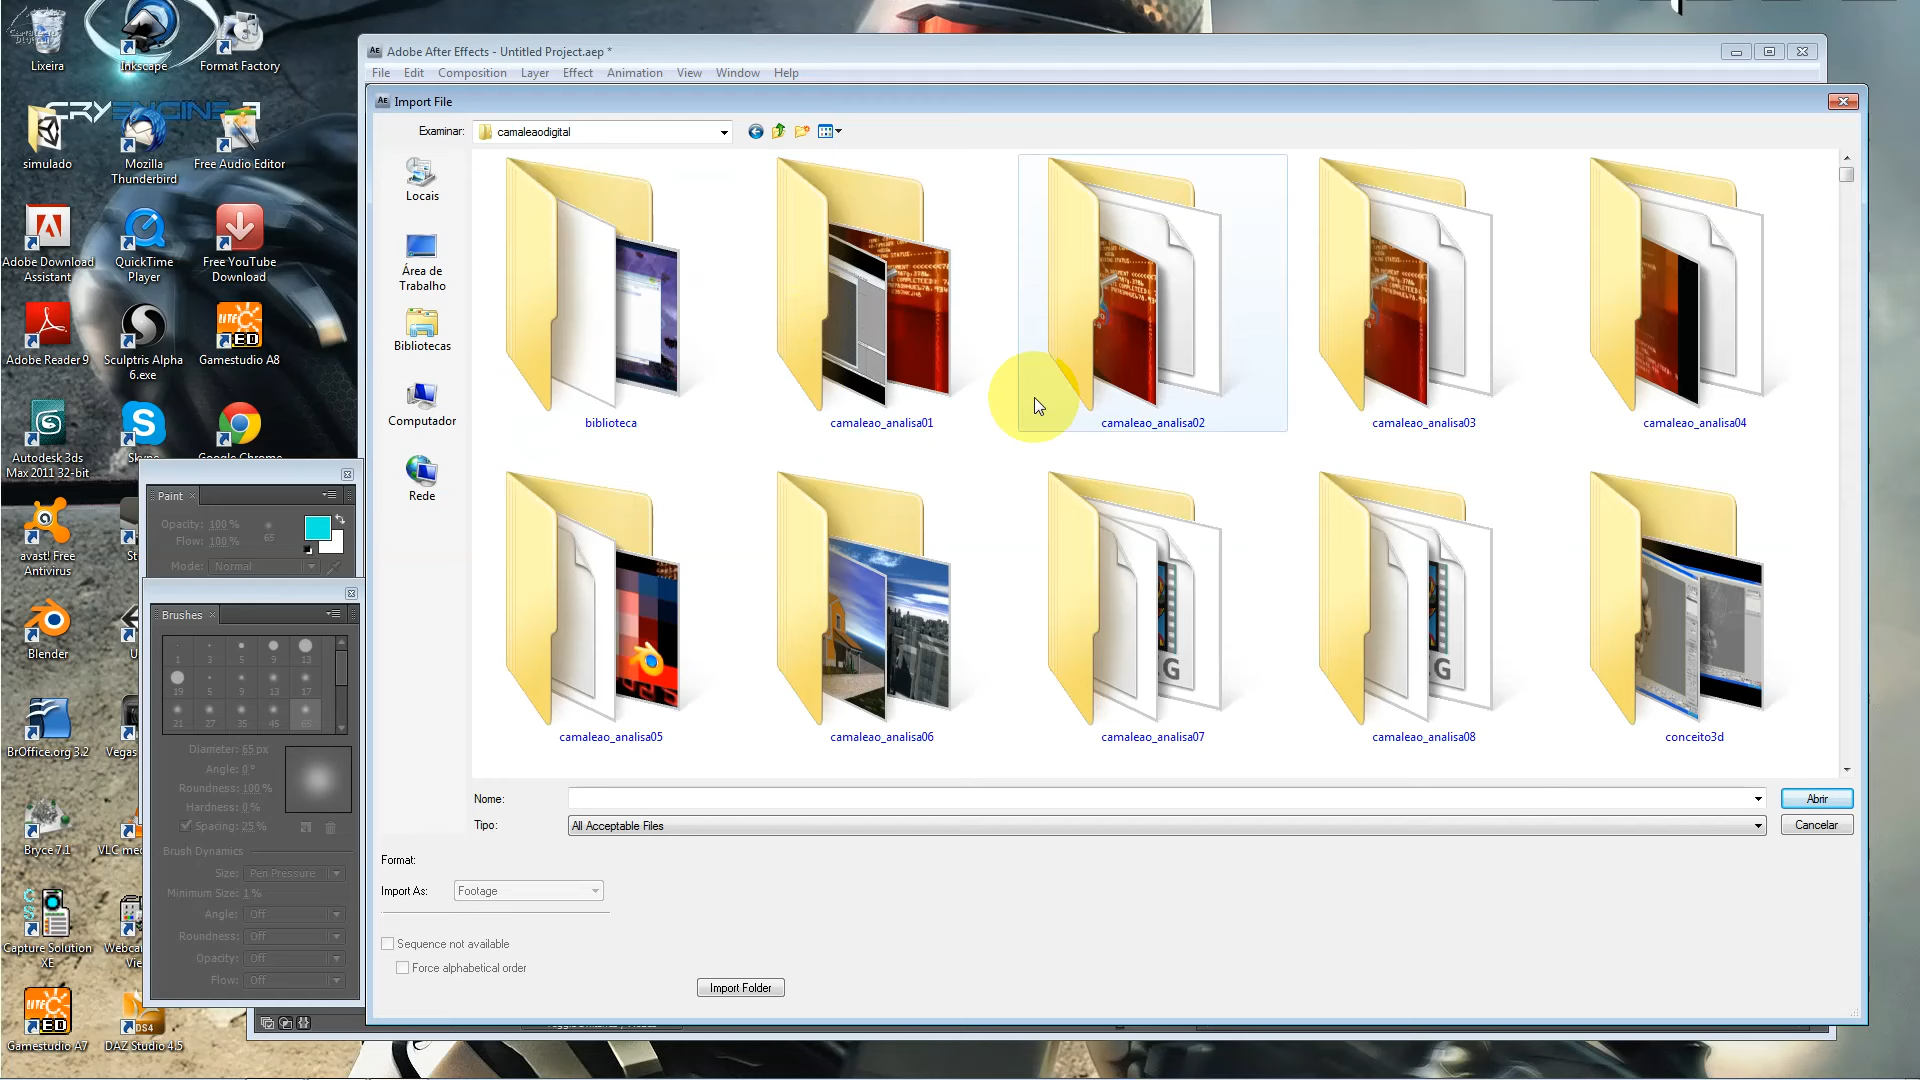 Lixeira
Inkscape
Format Factory
CRYENGINE 3
simulado
Mozilla
Thunderbird
Free Audio Editor
Adobe Download
Assistant
QuickTime
Player
Free YouTube
Download
Adobe Reader 9
Sculptris Alpha
6.exe
Gamestudio A8
Autodesk 3ds
Max 2011 32-bit
Skype
Google Chrome
avast! Free
Antivirus
Blender
BrOffice.org 3.2
Vegas
Bryce 7.1
VLC med
Capture Solution
XE
Webcam
Vie
Gamestudio A7
DAZ Studio 4.5
Paint
Opacity: 100 %
Flow: 100 %
65
Mode: Normal
Brushes
1 3 5 9 13
19 5 9 13 17
21 27 35 45 65
Diameter: 65 px
Angle: 0 °
Roundness: 100 %
Hardness: 0 %
Spacing: 25 %
Brush Dynamics
Size: Pen Pressure
Minimum Size: 1 %
Angle: Off
Roundness: Off
Opacity: Off
Flow: Off
Adobe After Effects - Untitled Project.aep *
File Edit Composition Layer Effect Animation View Window Help
Import File
Examinar: camaleaodigital
Locais
Área de
Trabalho
Bibliotecas
Computador
Rede
biblioteca
camaleao_analisa01
camaleao_analisa02
camaleao_analisa03
camaleao_analisa04
camaleao_analisa05
camaleao_analisa06
camaleao_analisa07
camaleao_analisa08
conceito3d
Nome:
Abrir
Tipo: All Acceptable Files
Cancelar
Format:
Import As: Footage
Sequence not available
Force alphabetical order
Import Folder